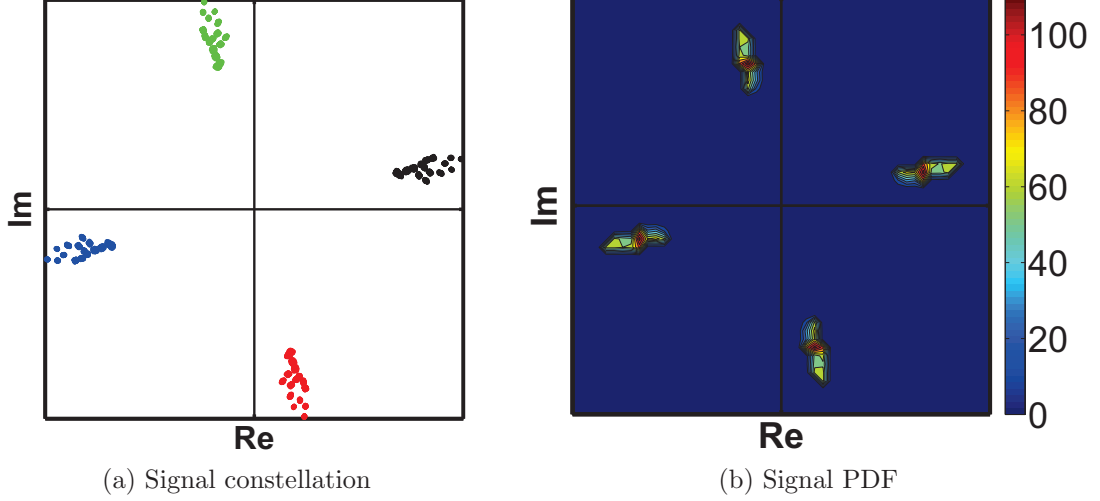 Im
Re
(a) Signal constellation
Im
Re
100
80
60
40
20
0
(b) Signal PDF